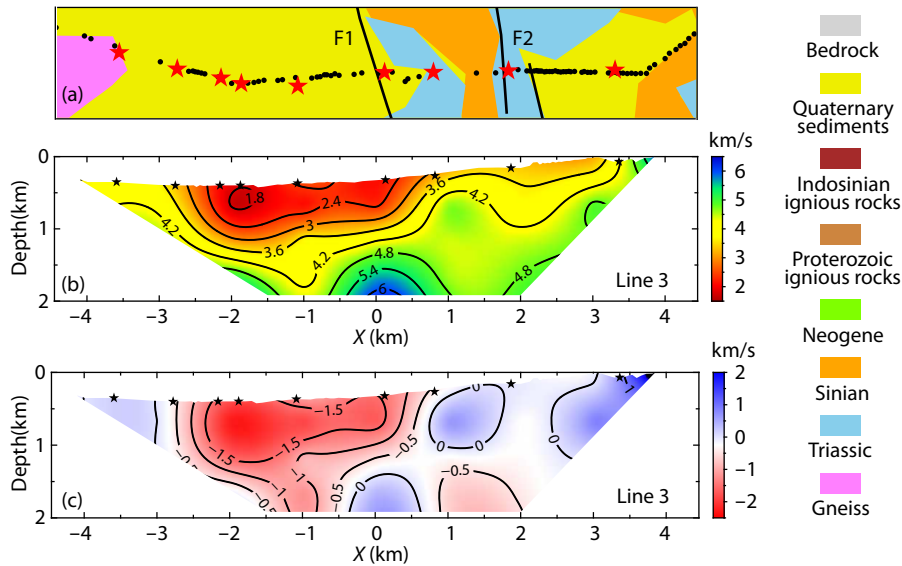 F1
F2
(a)
km/s
0
1
2
Depth(km)
1.8
2.4
3
3.6
4.2
4.2
3.6
4.2
4.8
5.4
6
4.8
(b)
Line 3
−4
−3
−2
−1
0
1
2
3
4
X (km)
6
5
4
3
2
km/s
0
1
2
Depth(km)
−1.5
−1.5
−1.5
−0.5
−0.5
−1
−1
−0.5
0
0
0
0
−0.5
0
1
(c)
Line 3
−4
−3
−2
−1
0
1
2
3
4
X (km)
2
1
0
−1
−2
Bedrock
Quaternary
sediments
Indosinian
ignious rocks
Proterozoic
ignious rocks
Neogene
Sinian
Triassic
Gneiss